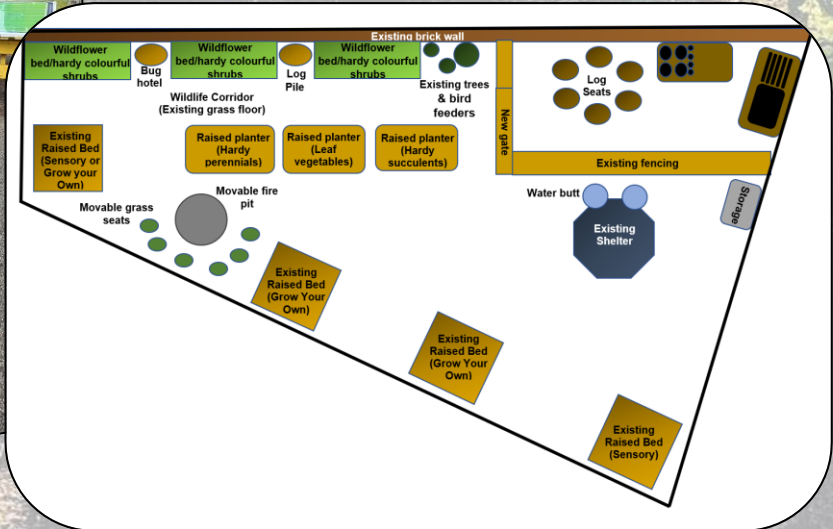 Existing brick wall
Wildflower
bed/hardy colourful
shrubs
Bug
hotel
Wildflower
bed/hardy colourful
shrubs
Log
Pile
Wildflower
bed/hardy colourful
shrubs
Existing trees
& bird
feeders
Log
Seats
Wildlife Corridor
(Existing grass floor)
New gate
Existing
Raised Bed
(Sensory or
Grow your
Own)
Raised planter
(Hardy
perennials)
Raised planter
(Leaf
vegetables)
Raised planter
(Hardy
succulents)
Existing fencing
Movable grass
seats
Movable fire
pit
Water butt
Storage
Existing
Shelter
Existing
Raised Bed
(Grow Your
Own)
Existing
Raised Bed
(Grow Your
Own)
Existing
Raised Bed
(Sensory)